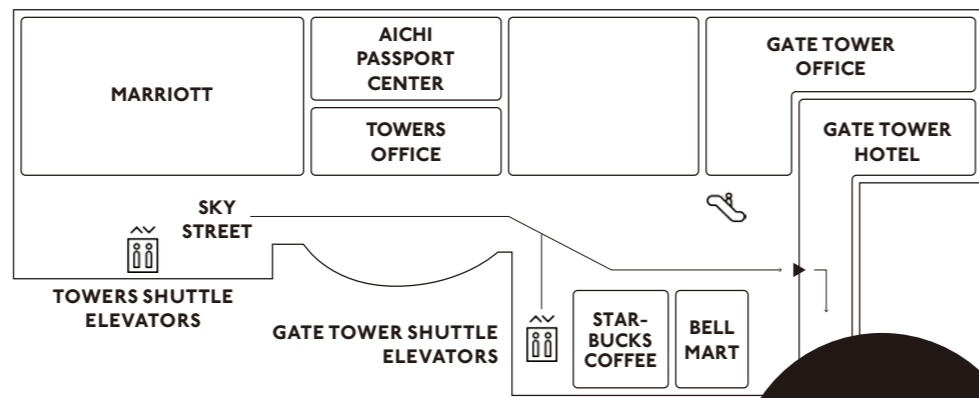 MARRIOTT
AICHI
PASSPORT
CENTER
TOWERS
OFFICE
GATE TOWER
OFFICE
GATE TOWER
HOTEL
SKY
STREET
TOWERS SHUTTLE
ELEVATORS
GATE TOWER SHUTTLE
ELEVATORS
STAR-
BUCKS
COFFEE
BELL
MART